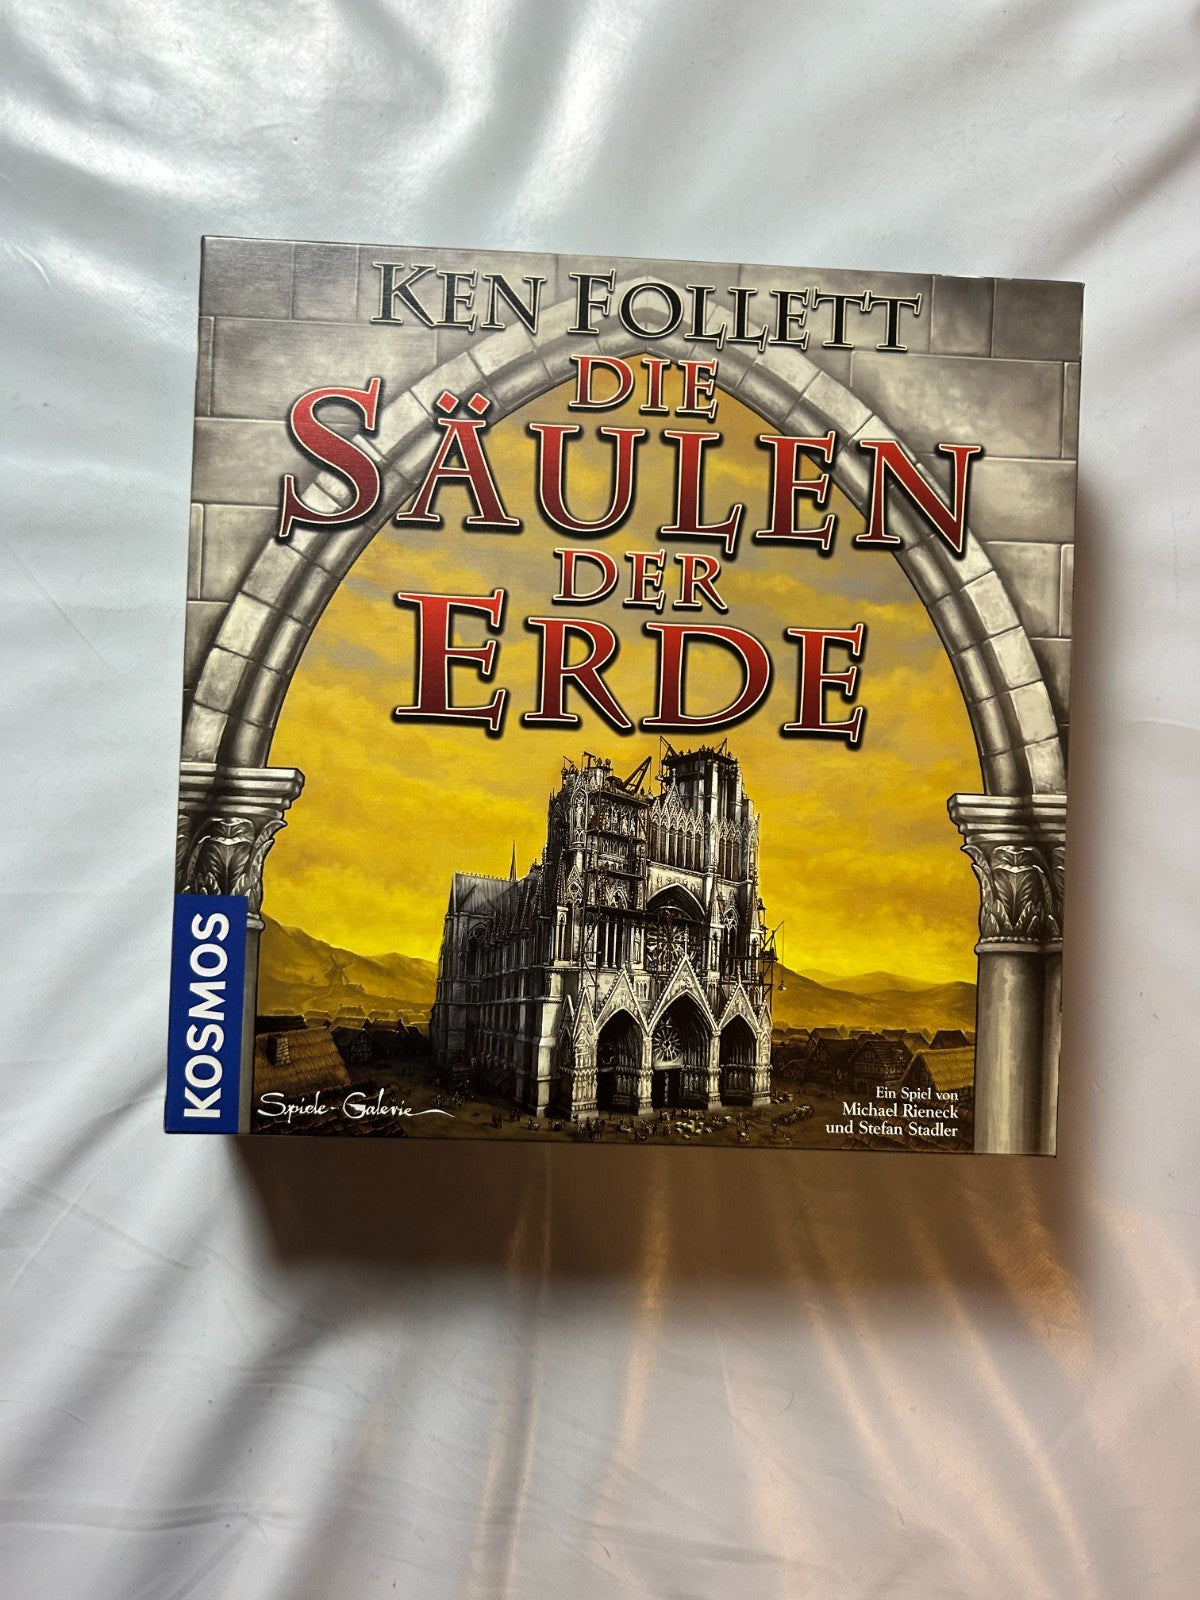 KEN FOLLETT
DIE
SÄULEN
DER
ERDE
KOSMOS
Spiele-Galerie
Ein Spiel von
Michael Rieneck
und Stefan Stadler